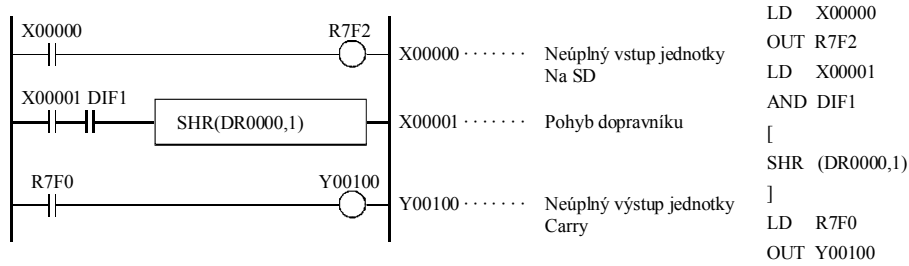 X00000 R7F2
X00001 DIF1
SHR(DR0000,1)
R7F0 Y00100
X00000 · · · · · · · Neúplný vstup jednotky
Na SD
X00001 · · · · · · · Pohyb dopravníku
Y00100 · · · · · · · Neúplný výstup jednotky
Carry
LD X00000
OUT R7F2
LD X00001
AND DIF1
[
SHR (DR0000,1)
]
LD R7F0
OUT Y00100